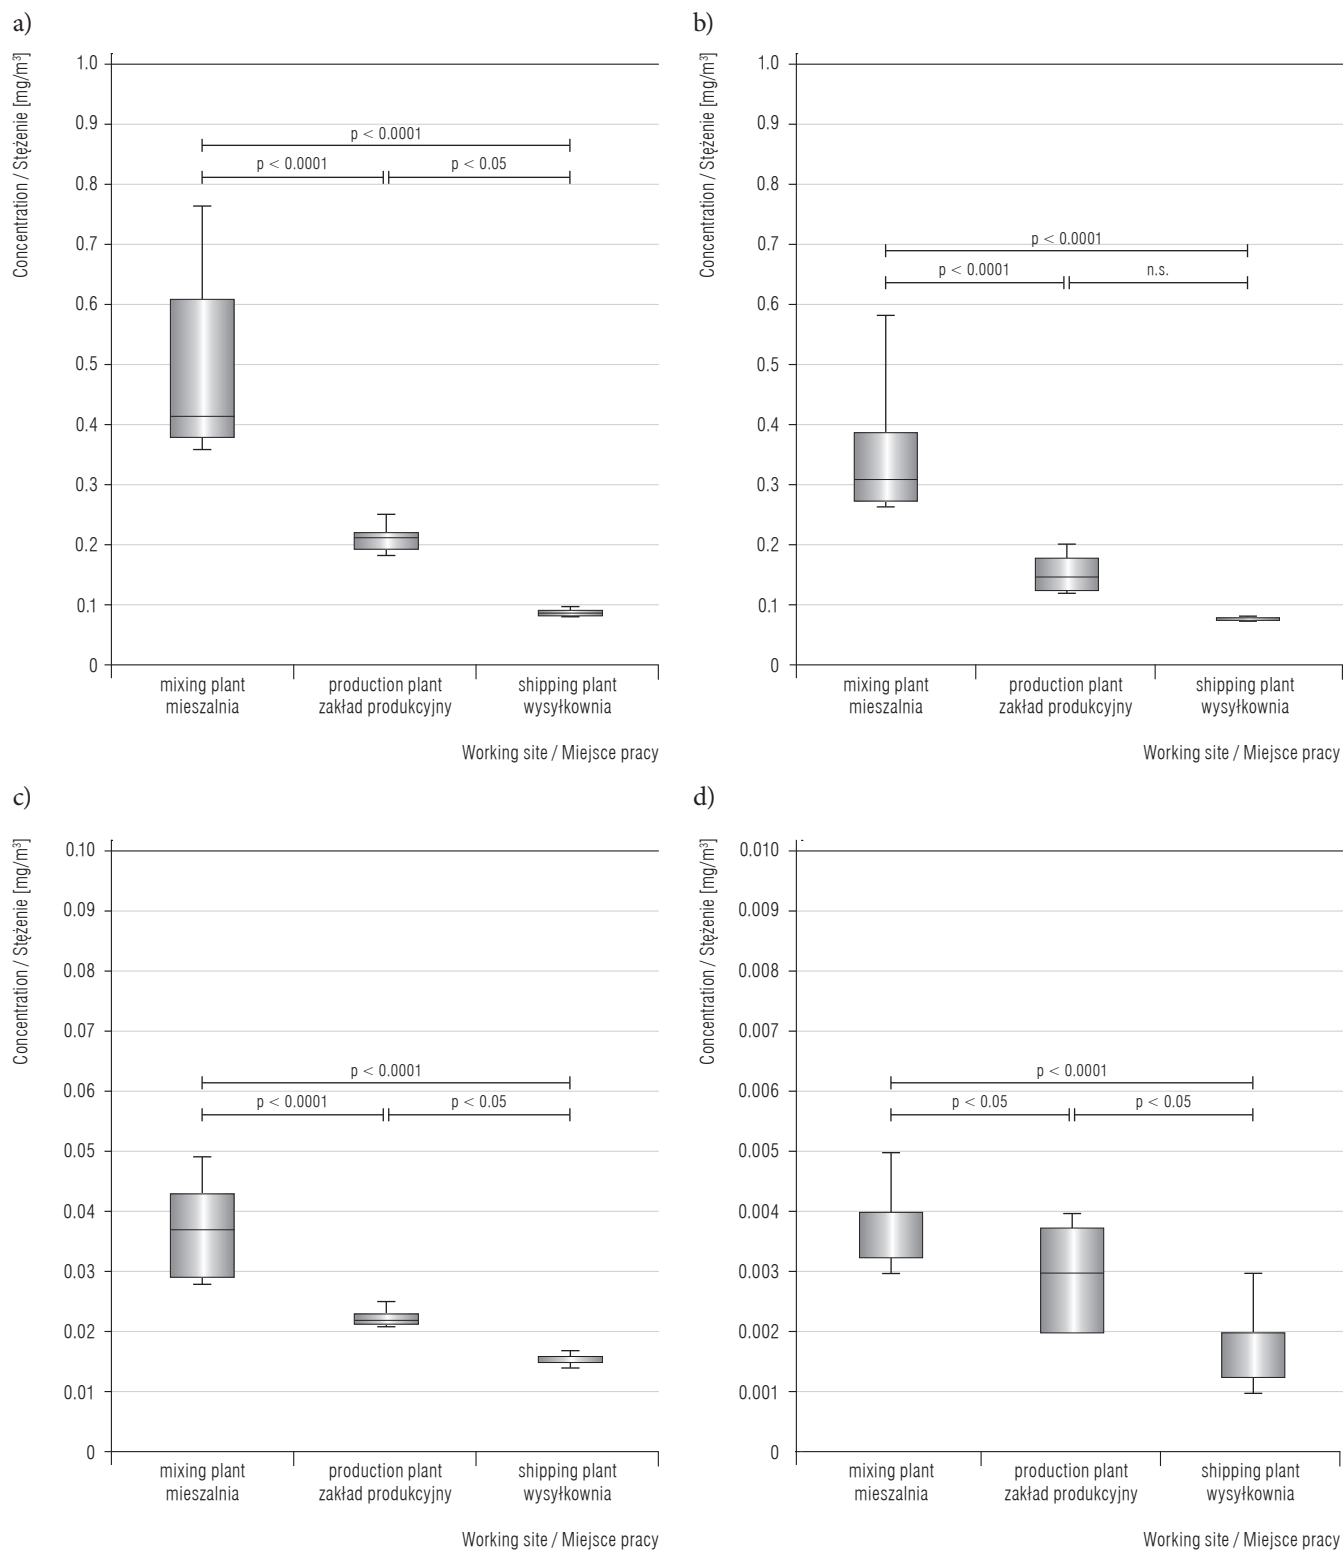 a)
Concentration / Stężenie [mg/m³]
1.0
0.9
0.8
0.7
0.6
0.5
0.4
0.3
0.2
0.1
0
p < 0.0001
p < 0.0001
p < 0.05
mixing plant
mieszalnia
production plant
zakład produkcyjny
shipping plant
wysyłkownia
Working site / Miejsce pracy
b)
Concentration / Stężenie [mg/m³]
1.0
0.9
0.8
0.7
0.6
0.5
0.4
0.3
0.2
0.1
0
p < 0.0001
p < 0.0001
n.s.
mixing plant
mieszalnia
production plant
zakład produkcyjny
shipping plant
wysyłkownia
Working site / Miejsce pracy
c)
Concentration / Stężenie [mg/m³]
0.10
0.09
0.08
0.07
0.06
0.05
0.04
0.03
0.02
0.01
0
p < 0.0001
p < 0.0001
p < 0.05
mixing plant
mieszalnia
production plant
zakład produkcyjny
shipping plant
wysyłkownia
Working site / Miejsce pracy
d)
Concentration / Stężenie [mg/m³]
0.010
0.009
0.008
0.007
0.006
0.005
0.004
0.003
0.002
0.001
0
p < 0.0001
p < 0.05
p < 0.05
mixing plant
mieszalnia
production plant
zakład produkcyjny
shipping plant
wysyłkownia
Working site / Miejsce pracy